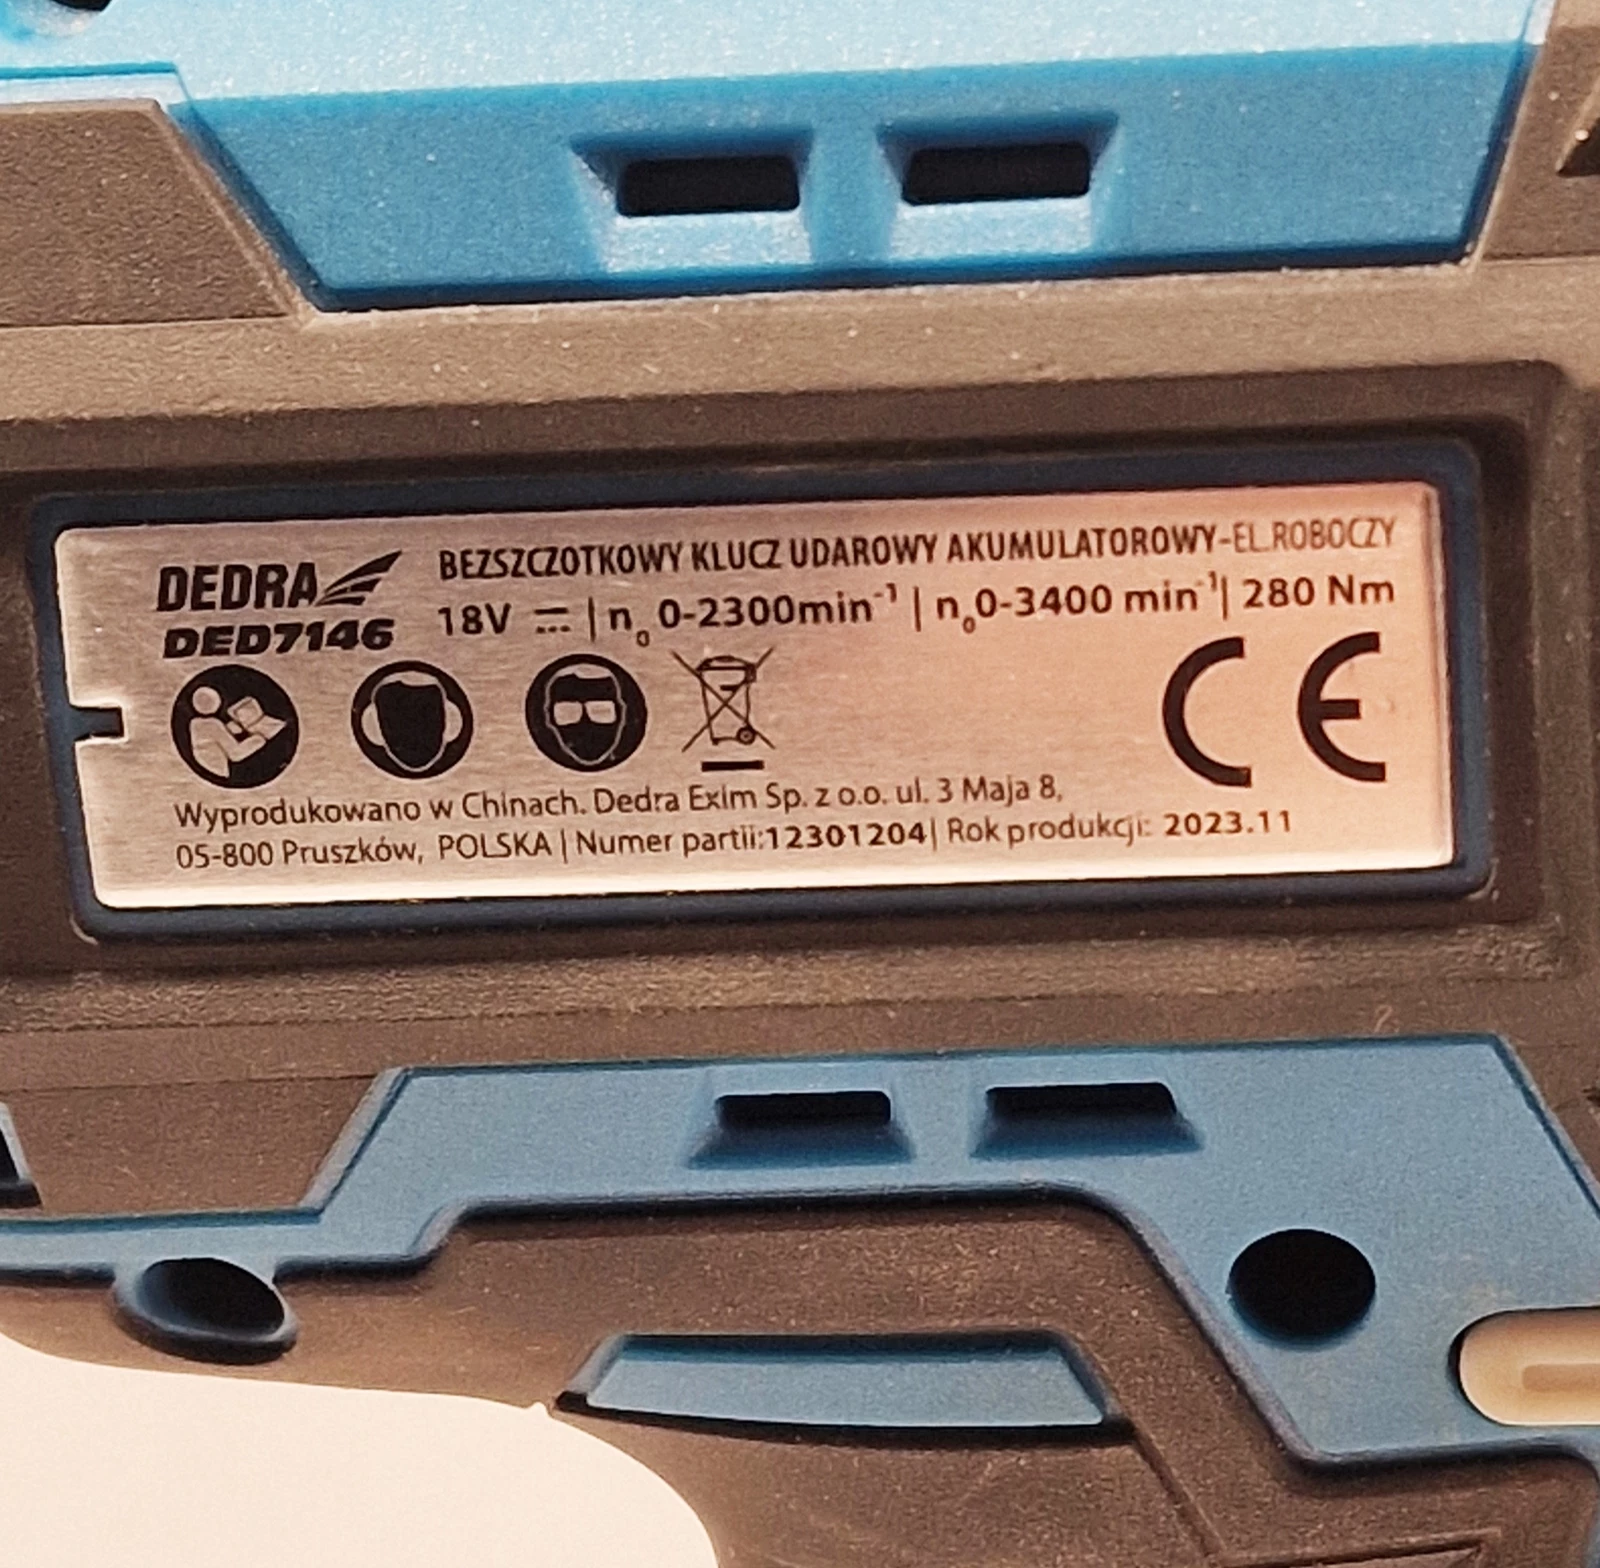 DEDRA
DED7146
BEZSZCZOTKOWY KLUCZ UDAROWY AKUMULATOROWY-EL.ROBOCZY
18V ⎓ | n₀ 0-2300min⁻¹ | n₀0-3400 min⁻¹| 280 Nm
CE
Wyprodukowano w Chinach. Dedra Exim Sp. z o.o. ul. 3 Maja 8,
05-800 Pruszków, POLSKA | Numer partii:12301204| Rok produkcji: 2023.11